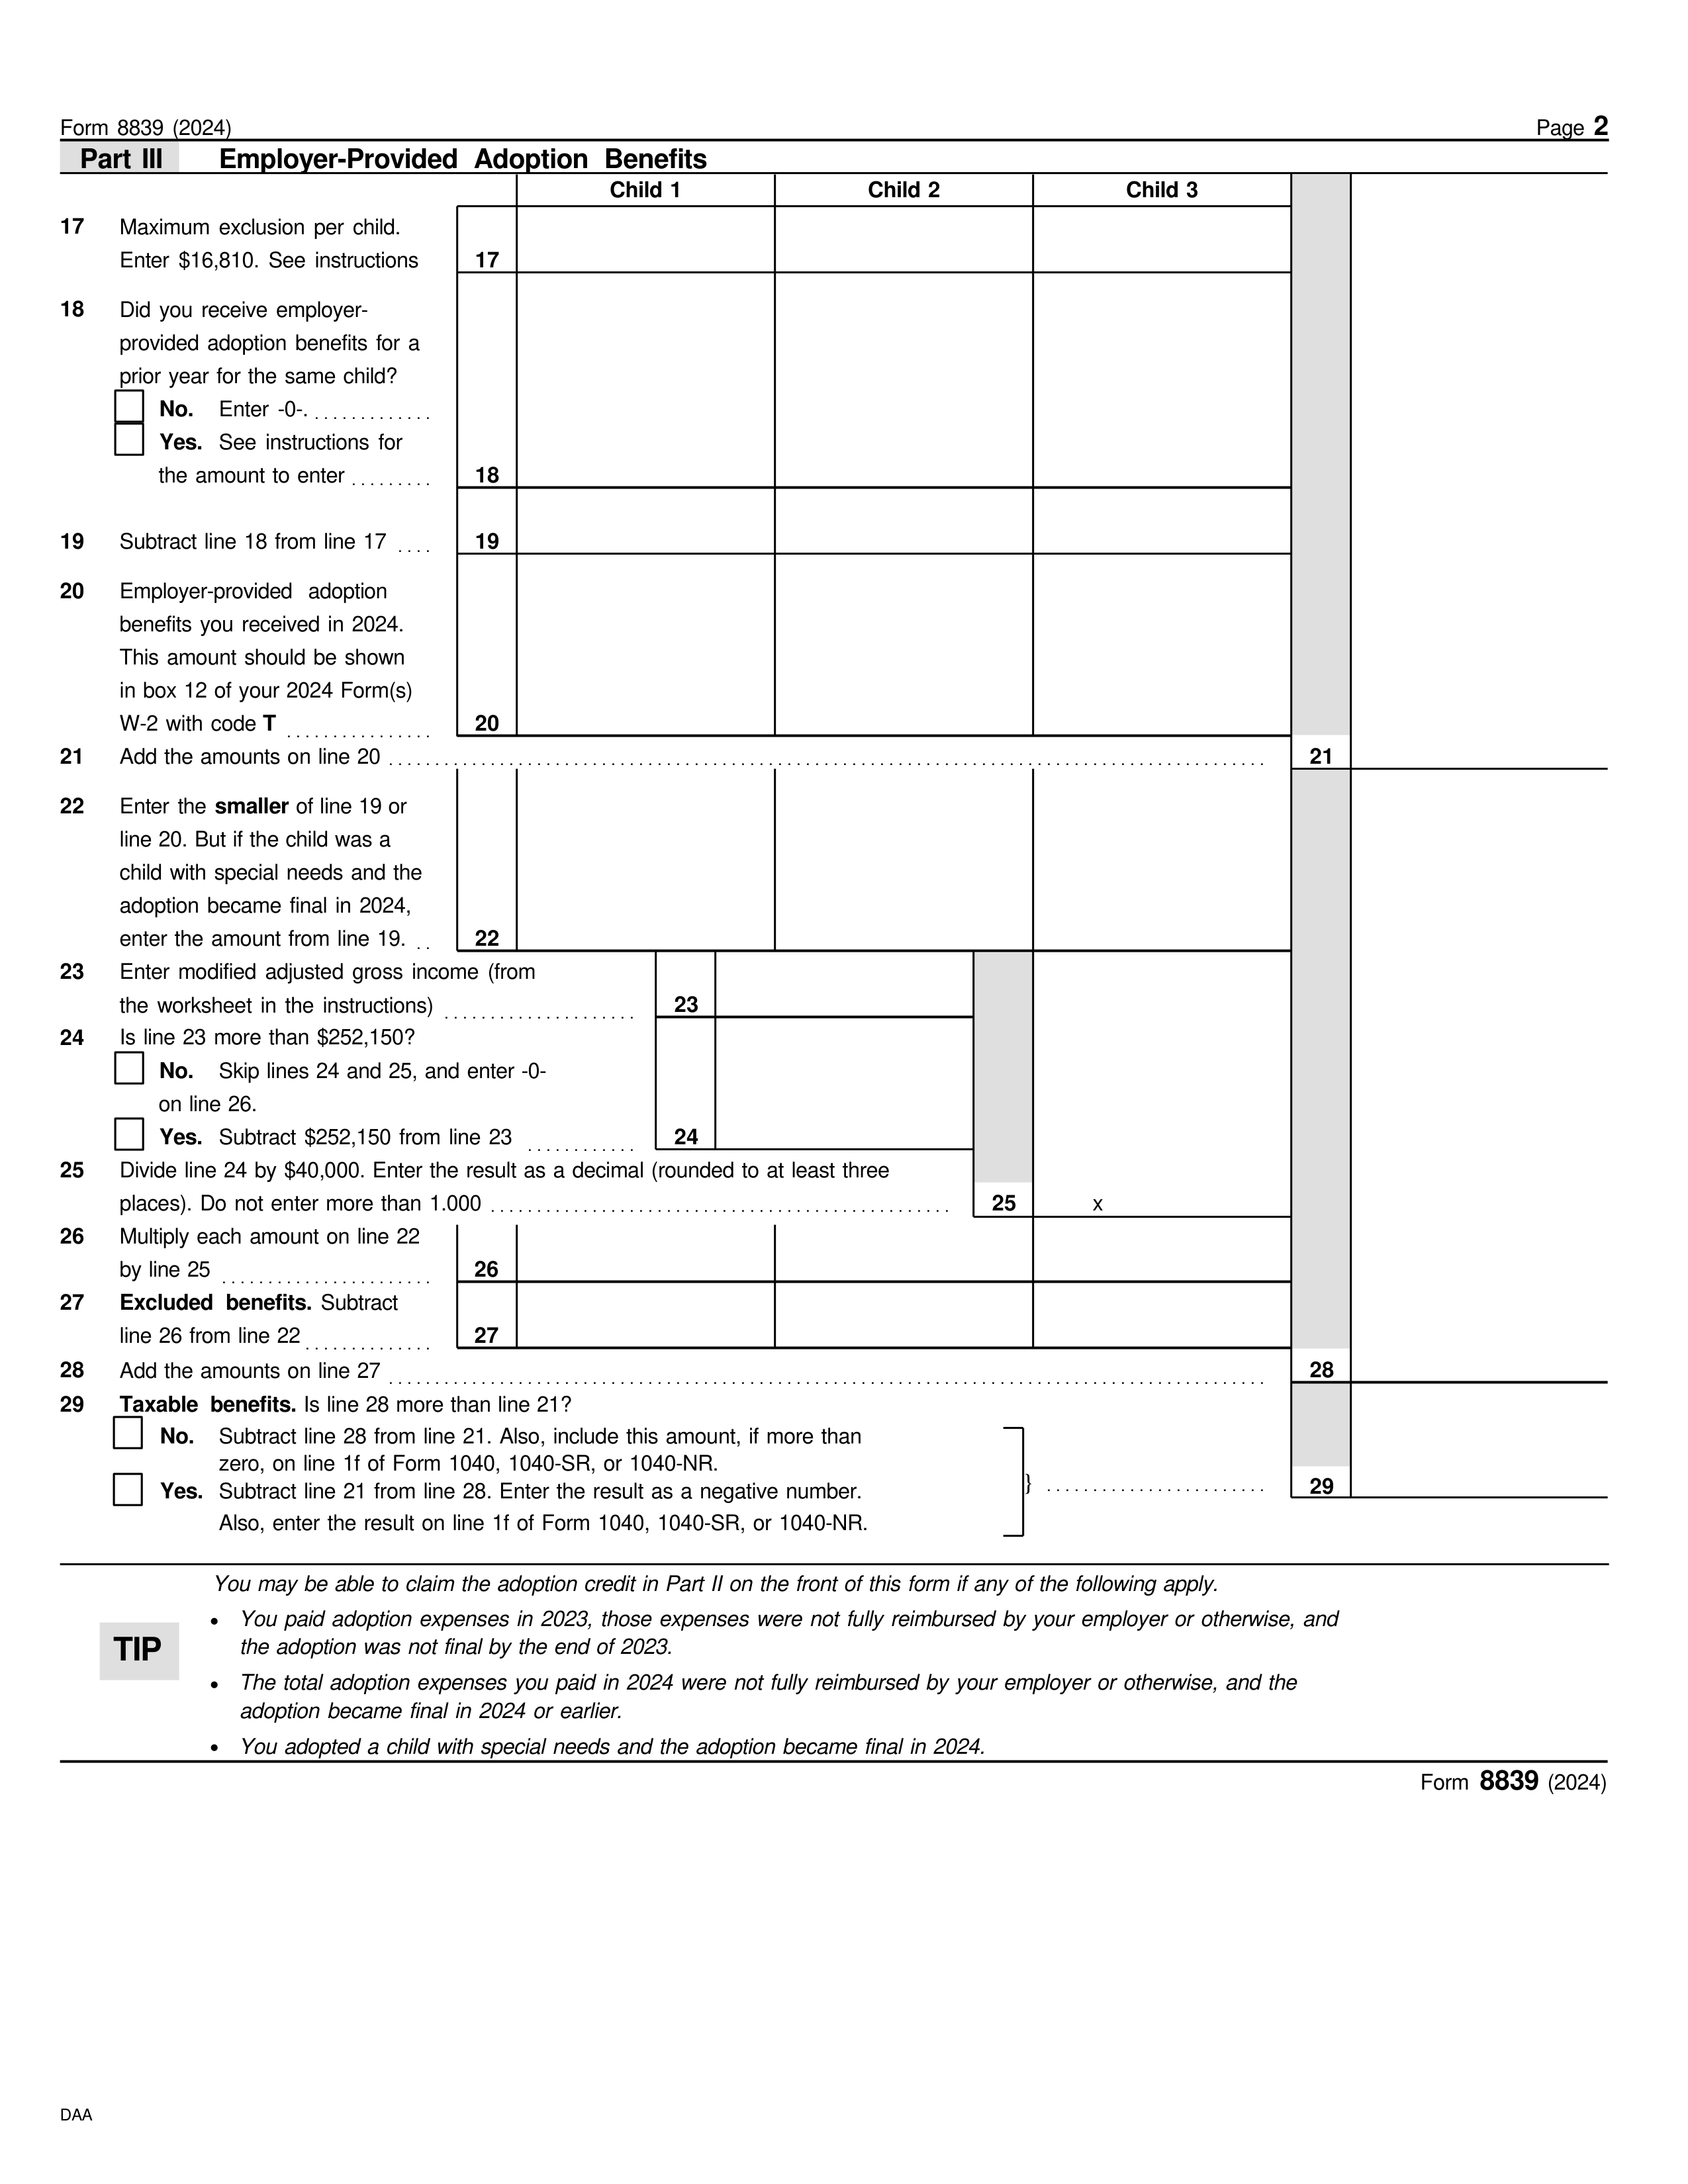 Form 8839 (2024) Page 2
Part III Employer-Provided Adoption Benefits
Child 1 Child 2 Child 3
17 Maximum exclusion per child.
Enter $16,810. See instructions 17
18 Did you receive employer-
provided adoption benefits for a
prior year for the same child?
No. Enter -0-. .............
Yes. See instructions for
the amount to enter ......... 18
19 Subtract line 18 from line 17 .... 19
20 Employer-provided adoption
benefits you received in 2024.
This amount should be shown
in box 12 of your 2024 Form(s)
W-2 with code T ................ 20
21 Add the amounts on line 20 ................................................ 21
22 Enter the smaller of line 19 or
line 20. But if the child was a
child with special needs and the
adoption became final in 2024,
enter the amount from line 19. .. 22
23 Enter modified adjusted gross income (from
the worksheet in the instructions) ..................... 23
24 Is line 23 more than $252,150?
No. Skip lines 24 and 25, and enter -0-
on line 26.
Yes. Subtract $252,150 from line 23 ............ 24
25 Divide line 24 by $40,000. Enter the result as a decimal (rounded to at least three
places). Do not enter more than 1.000 .................................................. 25 x
26 Multiply each amount on line 22
by line 25 ....................... 26
27 Excluded benefits. Subtract
line 26 from line 22 .............. 27
28 Add the amounts on line 27 ................................................ 28
29 Taxable benefits. Is line 28 more than line 21?
No. Subtract line 28 from line 21. Also, include this amount, if more than
zero, on line 1f of Form 1040, 1040-SR, or 1040-NR.
Yes. Subtract line 21 from line 28. Enter the result as a negative number. } ........................ 29
Also, enter the result on line 1f of Form 1040, 1040-SR, or 1040-NR.
You may be able to claim the adoption credit in Part II on the front of this form if any of the following apply.
• You paid adoption expenses in 2023, those expenses were not fully reimbursed by your employer or otherwise, and
the adoption was not final by the end of 2023.
TIP
• The total adoption expenses you paid in 2024 were not fully reimbursed by your employer or otherwise, and the
adoption became final in 2024 or earlier.
• You adopted a child with special needs and the adoption became final in 2024.
Form 8839 (2024)
DAA